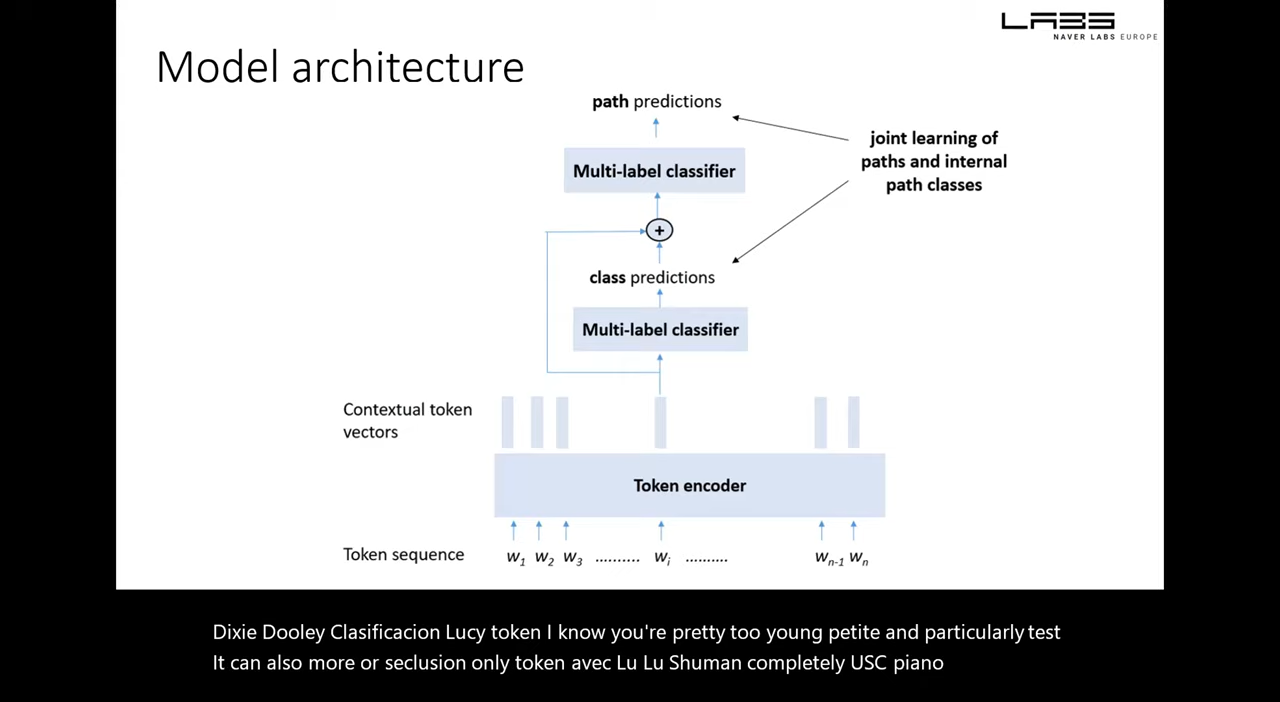 LABS
NAVER LABS EUROPE
Model architecture
path predictions
joint learning of
paths and internal
path classes
Multi-label classifier
+
class predictions
Multi-label classifier
Contextual token
vectors
Token encoder
Token sequence w1 w2 w3 .......... wi .......... wn-1 wn
Dixie Dooley Clasificacion Lucy token I know you're pretty too young petite and particularly test
It can also more or seclusion only token avec Lu Lu Shuman completely USC piano